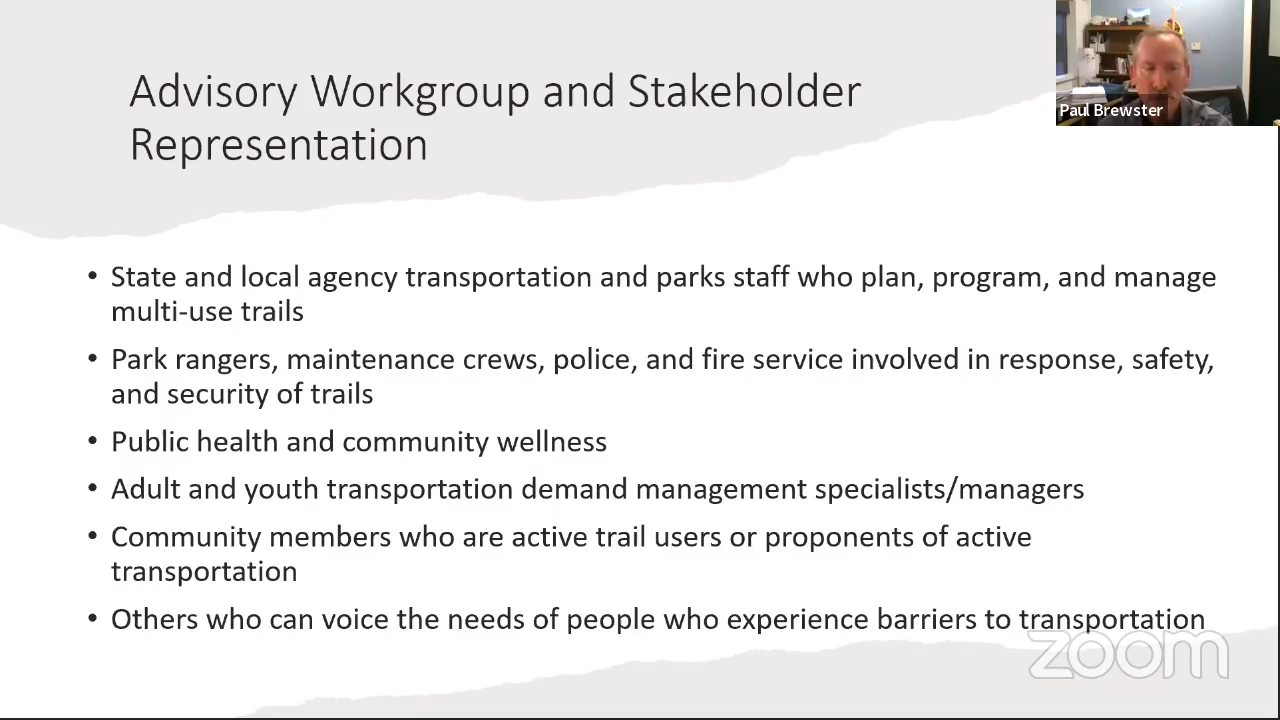 Advisory Workgroup and Stakeholder
Representation
Paul Brewster
• State and local agency transportation and parks staff who plan, program, and manage
multi-use trails
• Park rangers, maintenance crews, police, and fire service involved in response, safety,
and security of trails
• Public health and community wellness
• Adult and youth transportation demand management specialists/managers
• Community members who are active trail users or proponents of active
transportation
• Others who can voice the needs of people who experience barriers to transportation
zoom